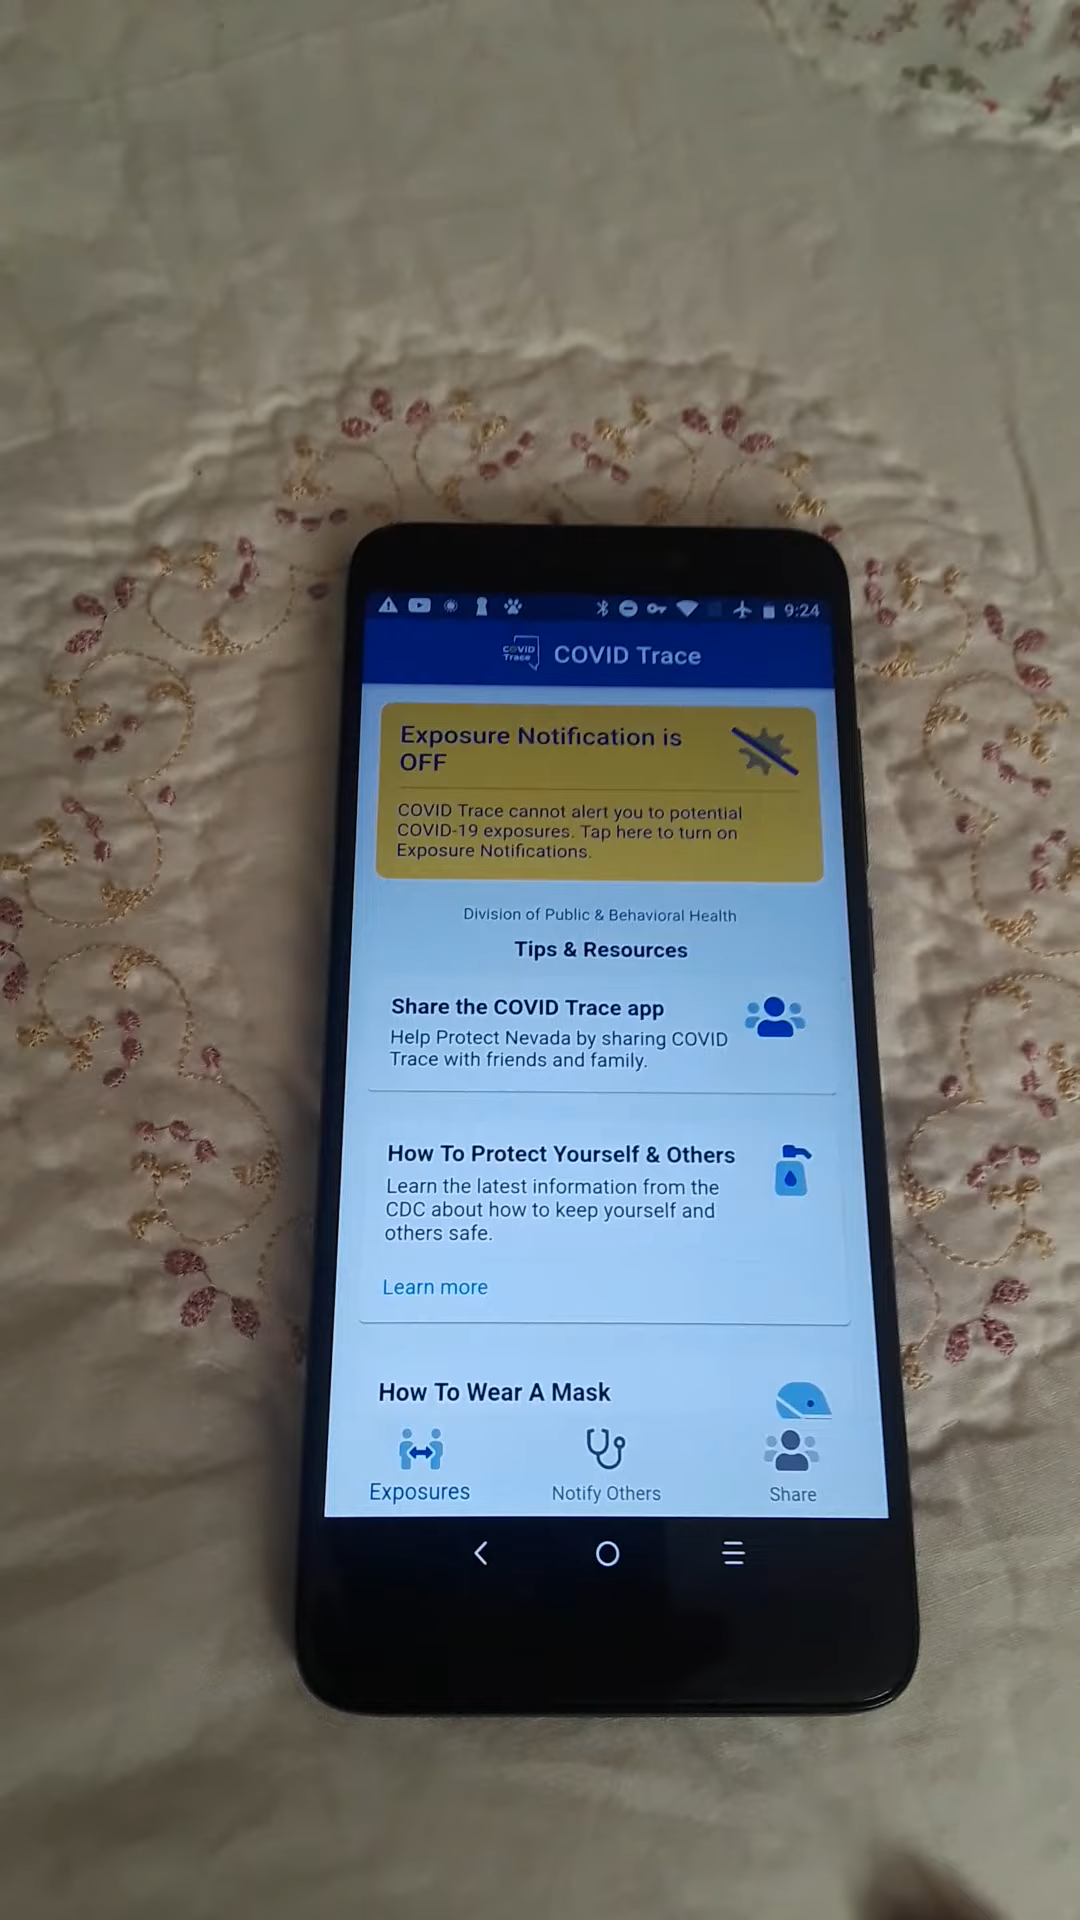 9:24
COVID
Trace
COVID Trace
Exposure Notification is
OFF
COVID Trace cannot alert you to potential
COVID-19 exposures. Tap here to turn on
Exposure Notifications.
Division of Public & Behavioral Health
Tips & Resources
Share the COVID Trace app
Help Protect Nevada by sharing COVID
Trace with friends and family.
How To Protect Yourself & Others
Learn the latest information from the
CDC about how to keep yourself and
others safe.
Learn more
How To Wear A Mask
Exposures
Notify Others
Share